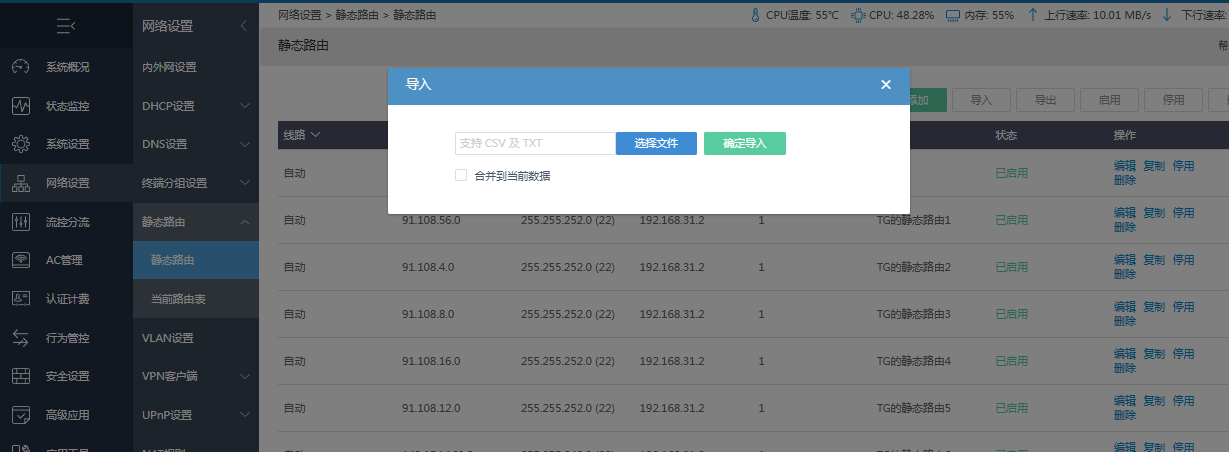 网络设置 > 静态路由 > 静态路由
CPU温度: 55℃ CPU: 48.28% 内存: 55% 上行速率: 10.01 MB/s 下行速率:
网络设置
静态路由
系统概况
状态监控
系统设置
网络设置
流控分流
AC管理
认证计费
行为管控
安全设置
高级应用
内外网设置
DHCP设置
DNS设置
终端分组设置
静态路由
静态路由
当前路由表
VLAN设置
VPN客户端
UPnP设置
导入
支持 CSV 及 TXT 选择文件 确定导入
合并到当前数据
添加 导入 导出 启用 停用
线路 状态 操作
自动 已启用 编辑 复制 停用
删除
自动 91.108.56.0 255.255.252.0 (22) 192.168.31.2 1 TG的静态路由1 已启用 编辑 复制 停用
删除
自动 91.108.4.0 255.255.252.0 (22) 192.168.31.2 1 TG的静态路由2 已启用 编辑 复制 停用
删除
自动 91.108.8.0 255.255.252.0 (22) 192.168.31.2 1 TG的静态路由3 已启用 编辑 复制 停用
删除
自动 91.108.16.0 255.255.252.0 (22) 192.168.31.2 1 TG的静态路由4 已启用 编辑 复制 停用
删除
自动 91.108.12.0 255.255.252.0 (22) 192.168.31.2 1 TG的静态路由5 已启用 编辑 复制 停用
删除
编辑 复制 停用